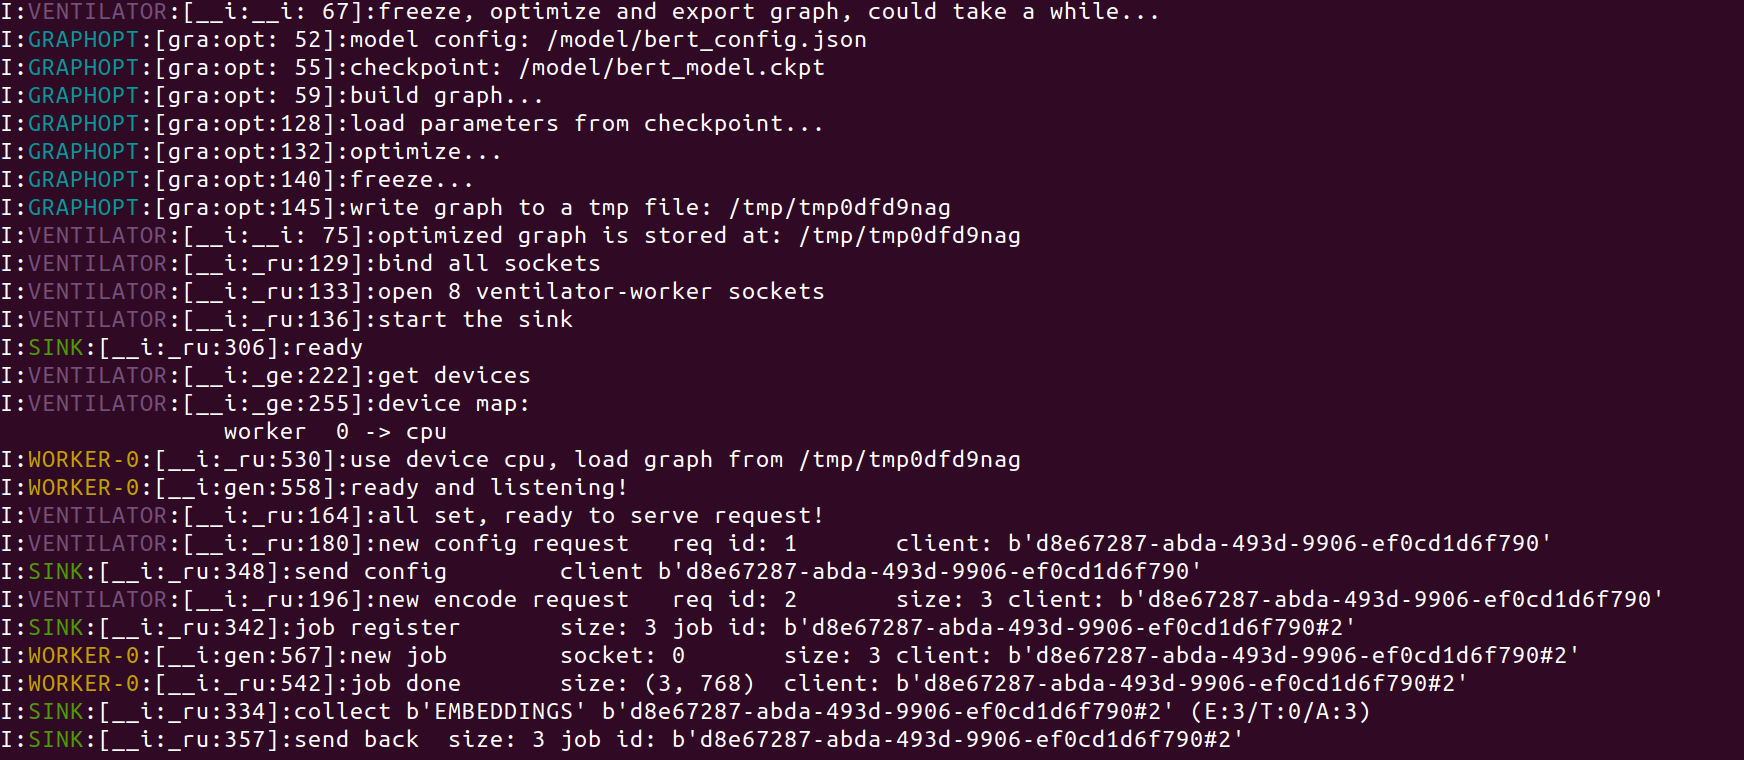 I:VENTILATOR:[__i:__i: 67]:freeze, optimize and export graph, could take a while...
I:GRAPHOPT:[gra:opt: 52]:model config: /model/bert_config.json
I:GRAPHOPT:[gra:opt: 55]:checkpoint: /model/bert_model.ckpt
I:GRAPHOPT:[gra:opt: 59]:build graph...
I:GRAPHOPT:[gra:opt:128]:load parameters from checkpoint...
I:GRAPHOPT:[gra:opt:132]:optimize...
I:GRAPHOPT:[gra:opt:140]:freeze...
I:GRAPHOPT:[gra:opt:145]:write graph to a tmp file: /tmp/tmp0dfd9nag
I:VENTILATOR:[__i:__i: 75]:optimized graph is stored at: /tmp/tmp0dfd9nag
I:VENTILATOR:[__i:_ru:129]:bind all sockets
I:VENTILATOR:[__i:_ru:133]:open 8 ventilator-worker sockets
I:VENTILATOR:[__i:_ru:136]:start the sink
I:SINK:[__i:_ru:306]:ready
I:VENTILATOR:[__i:_ge:222]:get devices
I:VENTILATOR:[__i:_ge:255]:device map:
                worker  0 -> cpu
I:WORKER-0:[__i:_ru:530]:use device cpu, load graph from /tmp/tmp0dfd9nag
I:WORKER-0:[__i:gen:558]:ready and listening!
I:VENTILATOR:[__i:_ru:164]:all set, ready to serve request!
I:VENTILATOR:[__i:_ru:180]:new config request   req id: 1       client: b'd8e67287-abda-493d-9906-ef0cd1d6f790'
I:SINK:[__i:_ru:348]:send config        client b'd8e67287-abda-493d-9906-ef0cd1d6f790'
I:VENTILATOR:[__i:_ru:196]:new encode request   req id: 2       size: 3 client: b'd8e67287-abda-493d-9906-ef0cd1d6f790'
I:SINK:[__i:_ru:342]:job register       size: 3 job id: b'd8e67287-abda-493d-9906-ef0cd1d6f790#2'
I:WORKER-0:[__i:gen:567]:new job        socket: 0       size: 3 client: b'd8e67287-abda-493d-9906-ef0cd1d6f790#2'
I:WORKER-0:[__i:_ru:542]:job done       size: (3, 768)  client: b'd8e67287-abda-493d-9906-ef0cd1d6f790#2'
I:SINK:[__i:_ru:334]:collect b'EMBEDDINGS' b'd8e67287-abda-493d-9906-ef0cd1d6f790#2' (E:3/T:0/A:3)
I:SINK:[__i:_ru:357]:send back  size: 3 job id: b'd8e67287-abda-493d-9906-ef0cd1d6f790#2'